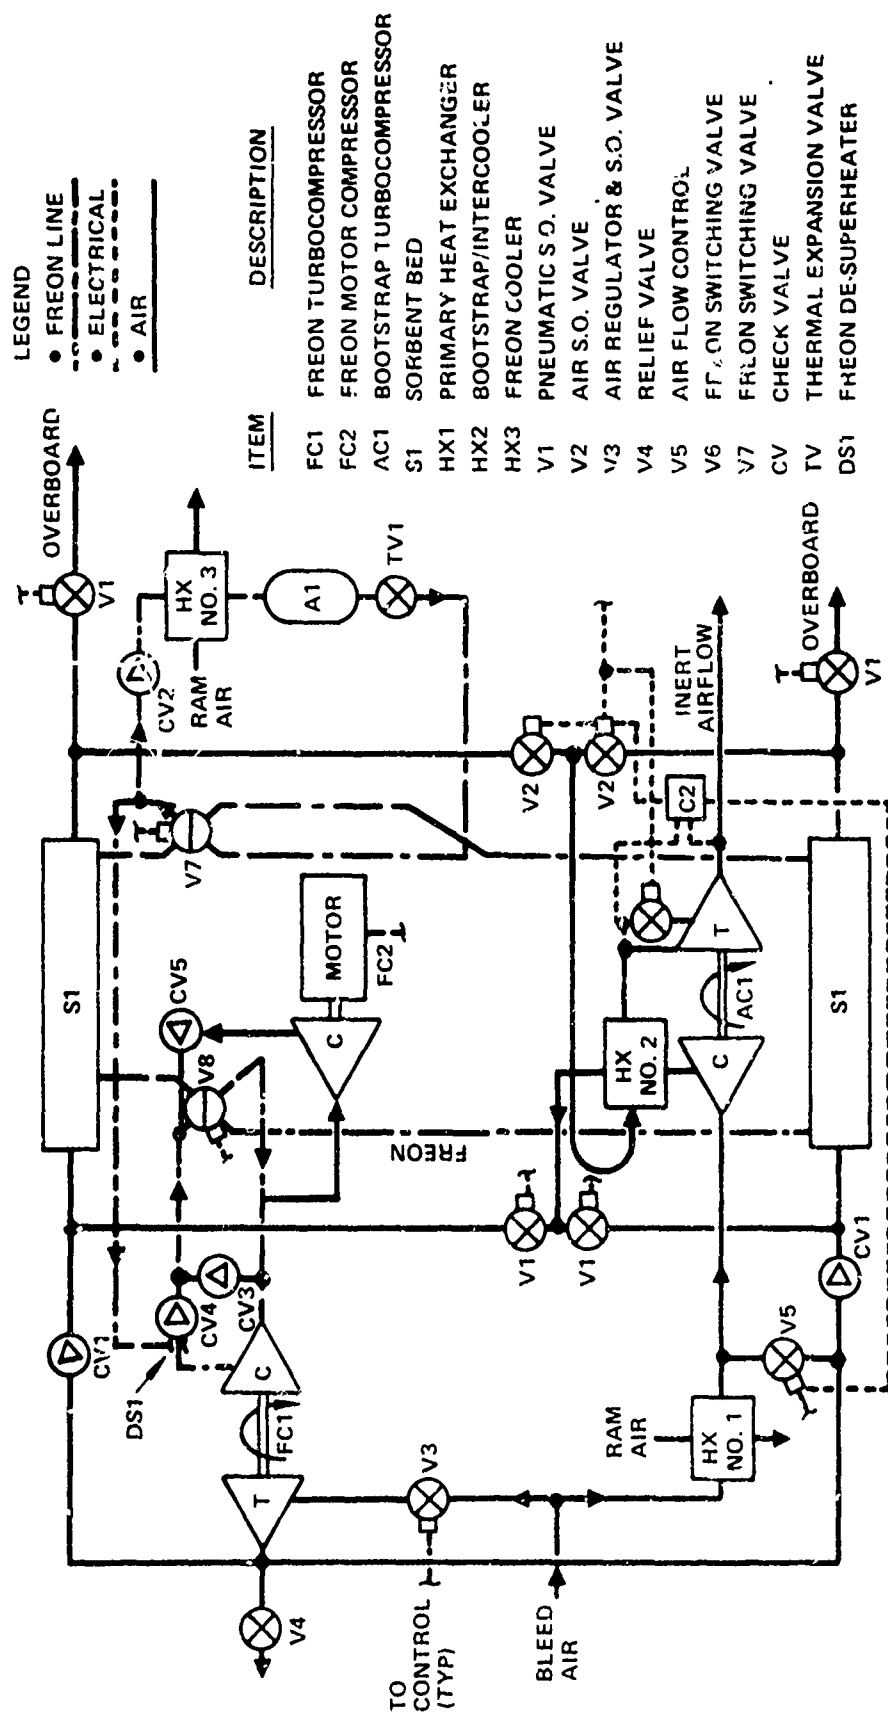 LEGEND
● FREON LINE
● ELECTRICAL
● AIR
ITEM DESCRIPTION
FC1 FREON TURBOCOMPRESSOR
FC2 FREON MOTOR COMPRESSOR
AC1 BOOTSTRAP TURBOCOMPRESSOR
S1 SORBENT BED
HX1 PRIMARY HEAT EXCHANGER
HX2 BOOTSTRAP/INTERCOOLER
HX3 FREON COOLER
V1 PNEUMATIC S.O. VALVE
V2 AIR S.O. VALVE
V3 AIR REGULATOR & S.O. VALVE
V4 RELIEF VALVE
V5 AIR FLOW CONTROL
V6 FREON SWITCHING VALVE
V7 FREON SWITCHING VALVE
CV CHECK VALVE
TV THERMAL EXPANSION VALVE
DS1 FREON DE-SUPERHEATER
OVERBOARD
V1
S1
CV1
CV2
RAM
AIR
HX
NO. 3
A1
TV1
V7
CV5
V8
MOTOR
FC2
C
FREON
DS1
CV4
CV3
C
FC1
T
V4
V3
TO
CONTROL
(TYP)
BLEED
AIR
RAM
AIR
HX
NO. 1
V5
CV1
V1
V1
V2
V2
HX
NO. 2
C
AC1
T
C2
INERT
AIRFLOW
S1
OVERBOARD
V1